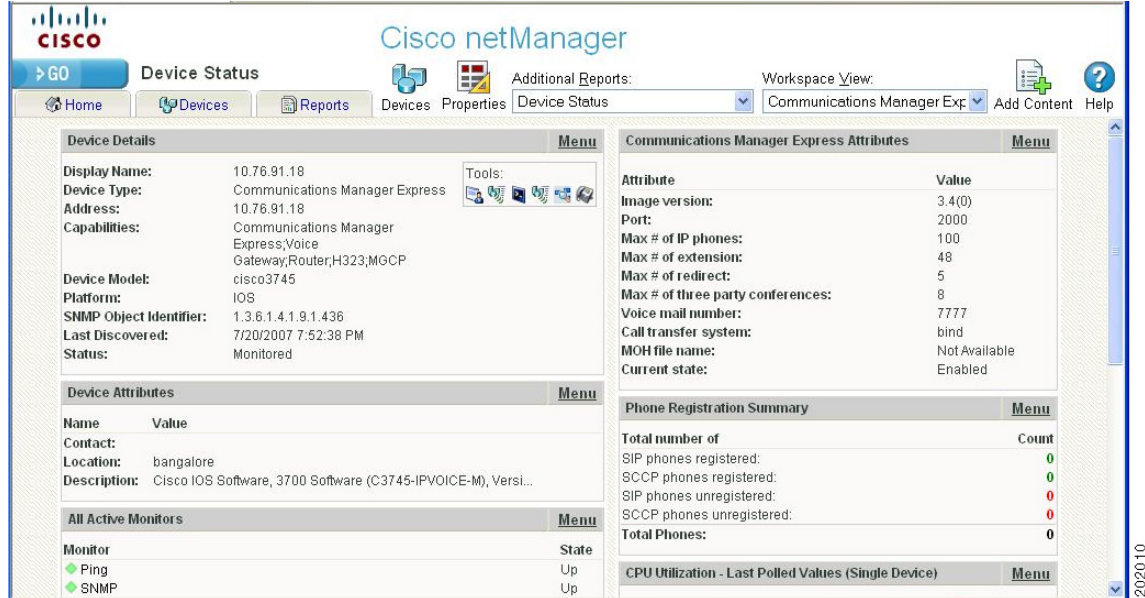 CISCO
Cisco netManager
GO
Device Status
Home
Devices
Reports
Devices
Properties
Additional Reports:
Device Status
Workspace View:
Communications Manager Exp
Add Content
Help
Device Details Menu
Display Name: 10.76.91.18
Device Type: Communications Manager Express
Address: 10.76.91.18
Capabilities: Communications Manager
Express;Voice
Gateway;Router;H323;MGCP
Device Model: cisco3745
Platform: IOS
SNMP Object Identifier: 1.3.6.1.4.1.9.1.436
Last Discovered: 7/20/2007 7:52:38 PM
Status: Monitored
Tools:
Device Attributes Menu
Name Value
Contact:
Location: bangalore
Description: Cisco IOS Software, 3700 Software (C3745-IPVOICE-M), Versi...
All Active Monitors Menu
Monitor State
Ping Up
SNMP Up
Communications Manager Express Attributes Menu
Attribute Value
Image version: 3.4(0)
Port: 2000
Max # of IP phones: 100
Max # of extension: 48
Max # of redirect: 5
Max # of three party conferences: 8
Voice mail number: 7777
Call transfer system: bind
MOH file name: Not Available
Current state: Enabled
Phone Registration Summary Menu
Total number of Count
SIP phones registered: 0
SCCP phones registered: 0
SIP phones unregistered: 0
SCCP phones unregistered: 0
Total Phones: 0
CPU Utilization - Last Polled Values (Single Device) Menu
202010